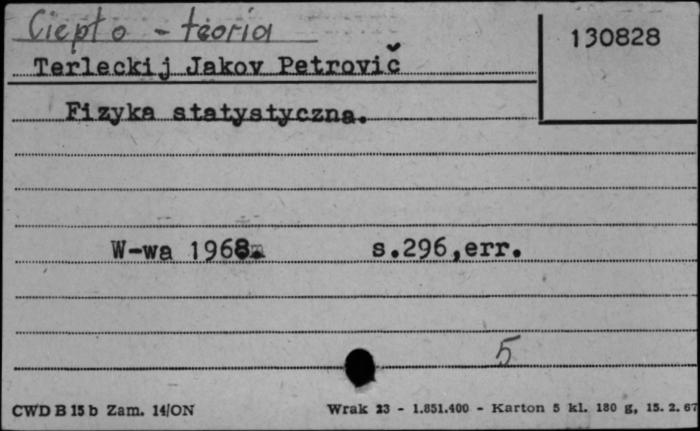 Ciepło - teoria
130828
Terleckij Jakov Petrovič
Fizyka statystyczna.
W-wa 1968. s.296,err.
5
CWD B 15 b Zam. 14/ON Wrak 23 - 1.851.400 - Karton 5 kl. 180 g, 15. 2. 67